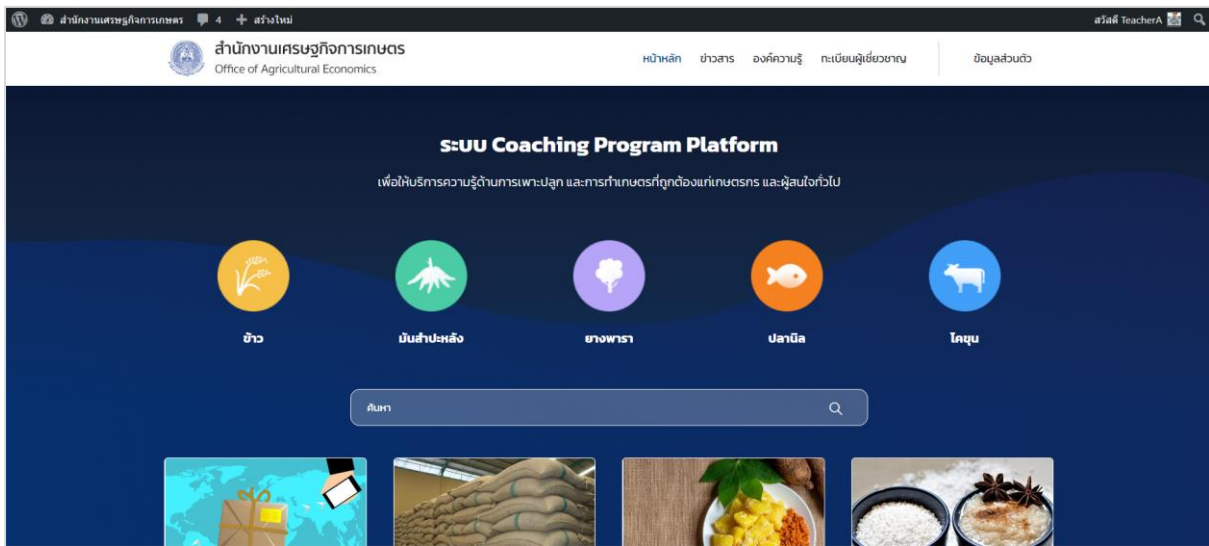 สำนักงานเศรษฐกิจการเกษตร 4 + สร้างใหม่ สวัสดี TeacherA
สำนักงานเศรษฐกิจการเกษตร
Office of Agricultural Economics
หน้าหลัก ข่าวสาร องค์ความรู้ ทะเบียนผู้เชี่ยวชาญ ข้อมูลส่วนตัว
ระบบ Coaching Program Platform
เพื่อให้บริการความรู้ด้านการเพาะปลูก และการทำเกษตรที่ถูกต้องแก่เกษตรกร และผู้สนใจทั่วไป
ข้าว มันสำปะหลัง ยางพารา ปลานิล โคขุน
ค้นหา